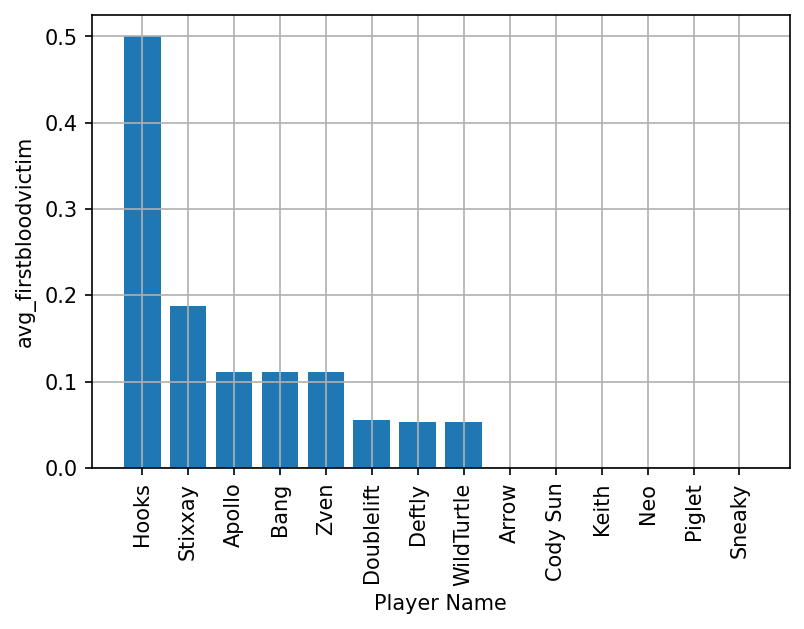 0.5
0.4
0.3
0.2
0.1
0.0
avg_firstbloodvictim
Hooks
Stixxay
Apollo
Bang
Zven
Doublelift
Deftly
WildTurtle
Arrow
Cody Sun
Keith
Neo
Piglet
Sneaky
Player Name